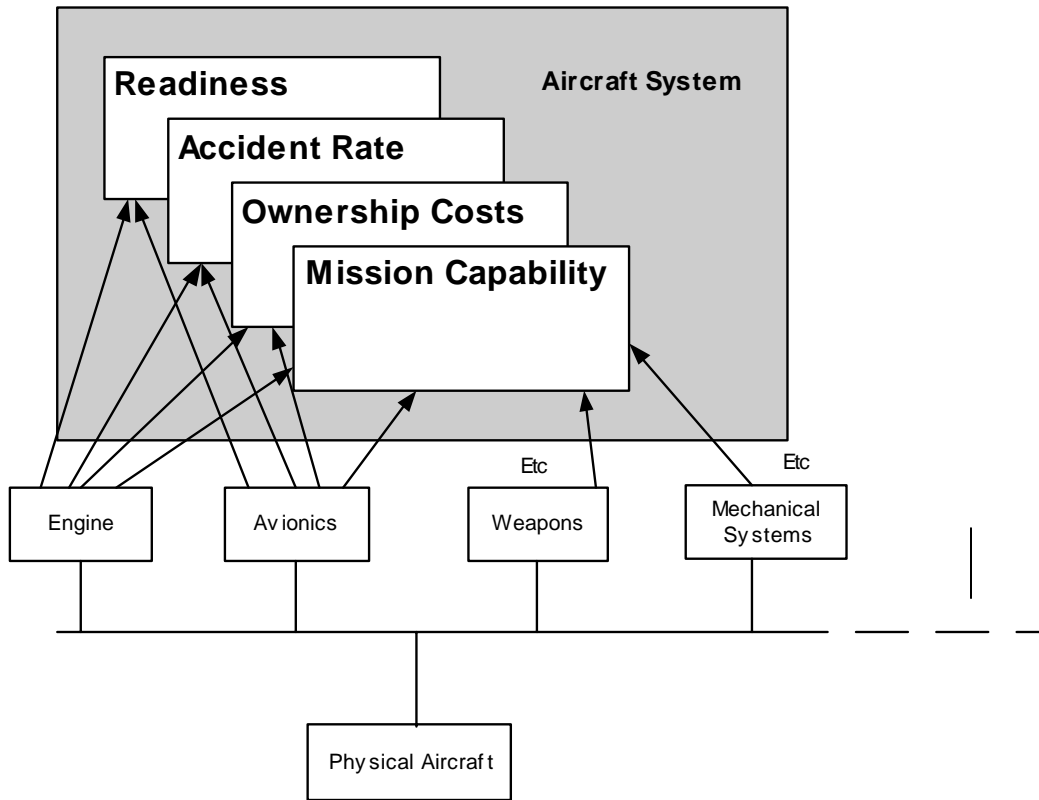 Readiness
Aircraft System
Accident Rate
Ownership Costs
Mission Capability
Etc
Etc
Engine
Avionics
Weapons
Mechanical
Systems
Physical Aircraft